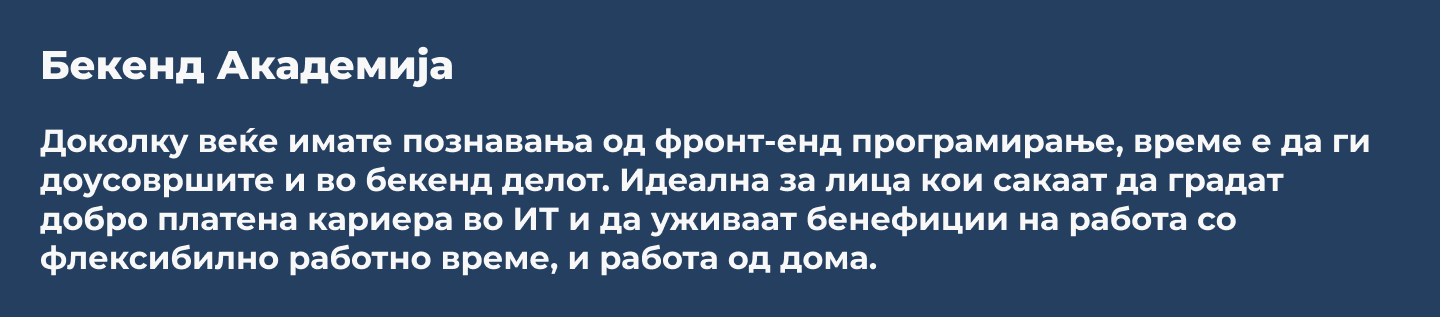 Бекенд Академија
Доколку веќе имате познавања од фронт-енд програмирање, време е да ги
доусовршите и во бекенд делот. Идеална за лица кои сакаат да градат
добро платена кариера во ИТ и да уживаат бенефиции на работа со
флексибилно работно време, и работа од дома.